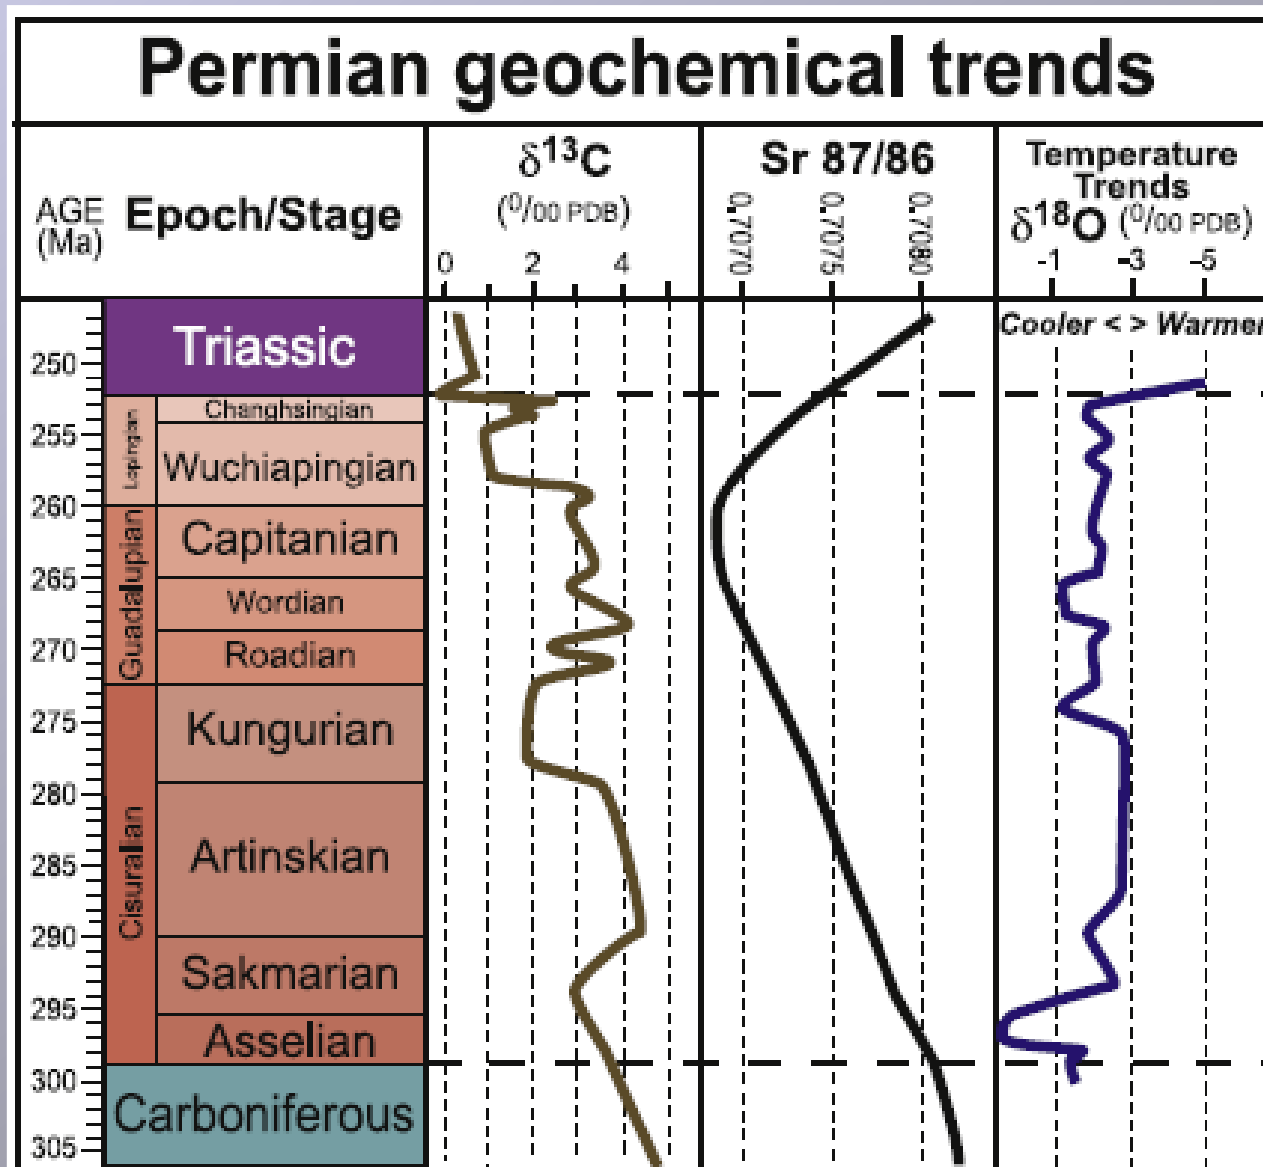 Permian geochemical trends
AGE
(Ma)
Epoch/Stage
δ13C
(0/00 PDB)
0 2 4
Sr 87/86
0.7070 0.7075 0.7080
Temperature
Trends
δ18O (0/00 PDB)
-1 -3 -5
Cooler < > Warmer
250
255
260
265
270
275
280
285
290
295
300
305
Triassic
Lopingian
Changhsingian
Wuchiapingian
Guadalupian
Capitanian
Wordian
Roadian
Cisuralian
Kungurian
Artinskian
Sakmarian
Asselian
Carboniferous